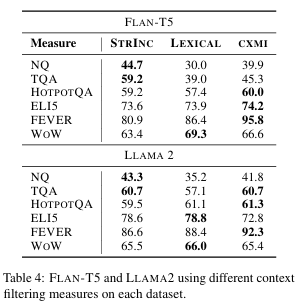 FLAN-T5
Measure STRINC LEXICAL CXMI
NQ 44.7 30.0 39.9
TQA 59.2 39.0 45.3
HOTPOTQA 59.2 57.4 60.0
ELI5 73.6 73.9 74.2
FEVER 80.9 86.4 95.8
WOW 63.4 69.3 66.6
LLAMA 2
NQ 43.3 35.2 41.8
TQA 60.7 57.1 60.7
HOTPOTQA 59.5 61.1 61.3
ELI5 78.6 78.8 72.8
FEVER 86.6 88.4 92.3
WOW 65.5 66.0 65.4
Table 4: FLAN-T5 and LLAMA2 using different context
filtering measures on each dataset.